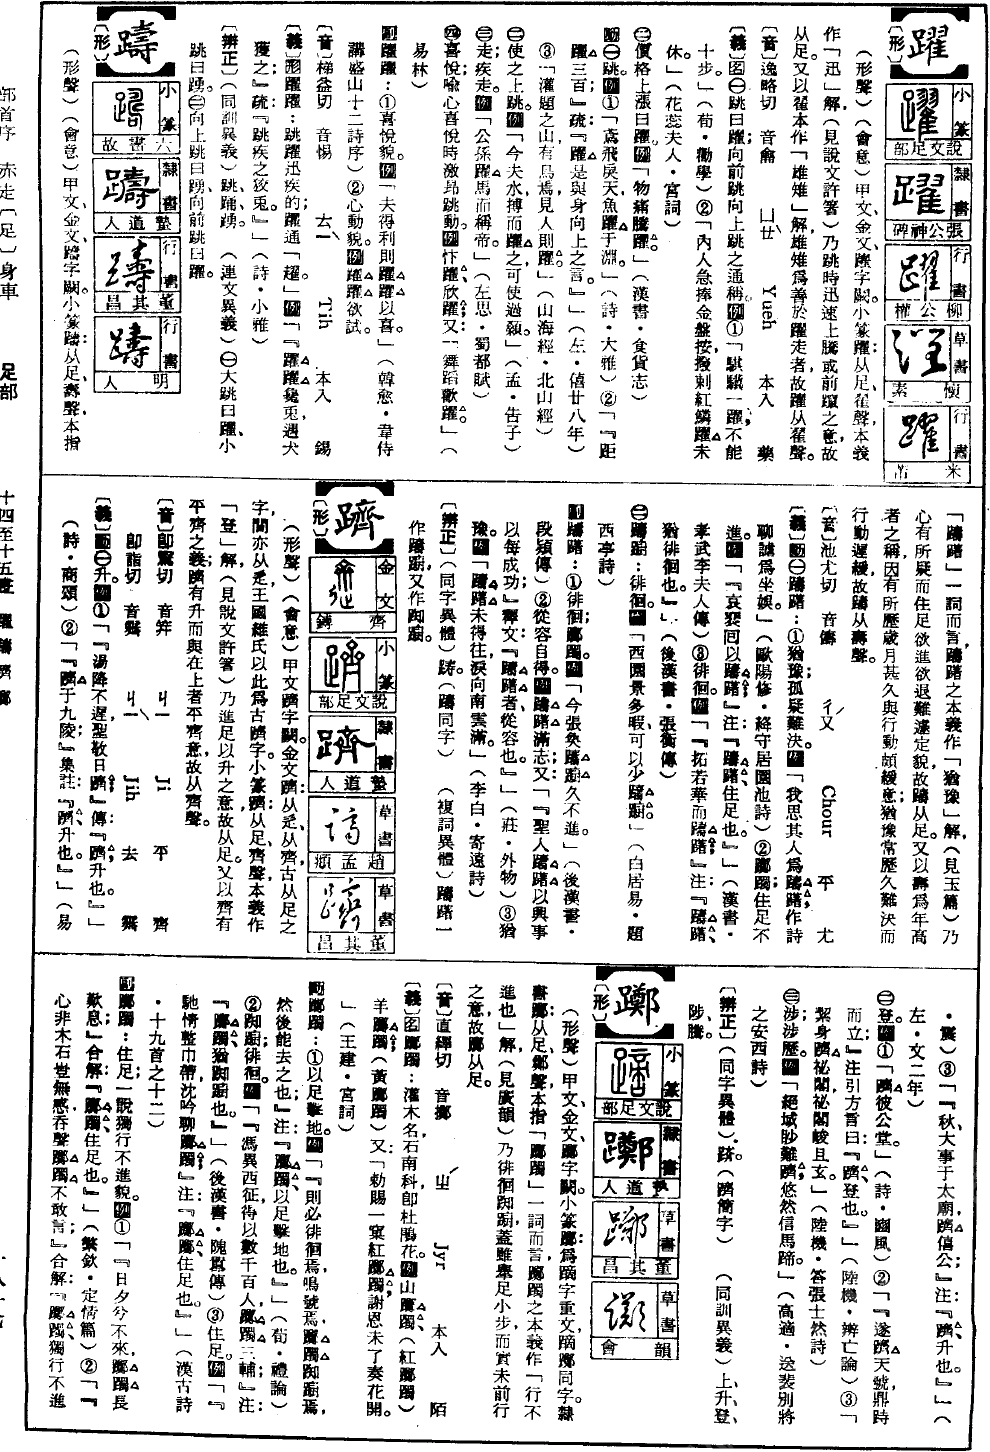 躍
〔形〕
小篆 說文足部
隸書 張公神碑
行書 柳公權
草書 懷素
行書 米芾
（形聲）（會意）甲文、金文躍字闕。小篆躍：从足、翟聲，本義
作「迅」解，（見說文許箸）乃跳時迅速上騰或前躥之意，故
从足。又以翟本作「雄雉」解，雄雉爲善於躍走者，故躍从翟聲。
〔音〕逸略切　音龠　ㄩㄝˋ　Yueh　本入　藥
〔義〕名㊀跳曰躍；向前跳向上跳之通稱。例①「騏驥一躍，不能
十步。」（荀・勸學）②「內人急捧金盤接，撥剌紅鱗躍未
休。」（花蕊夫人・宮詞）
㊁價格上漲曰躍。例「物痛騰躍。」（漢書・食貨志）
動㊀跳。例①「鳶飛戾天，魚躍于淵。」（詩・大雅）②「『距
躍三百』疏：『躍是與身向上之言。』」（左・僖廿八年）
③「灌題之山有鳥焉，見人則躍。」（山海經・北山經）
㊁使之上跳。例「今夫水，搏而躍之，可使過顙。」（孟・告子）
㊂走；疾走。例「公孫躍馬而稱帝。」（左思・蜀都賦）
㊃喜悅；喩心喜悅時激昂跳動。例忭躍；欣躍。又：「舞蹈歡躍。」（
易林）
副躍躍：①喜悅貌。例「夫得利則躍躍以喜。」（韓愈・韋侍
講盛山十二詩序）②心動貌。例躍躍欲試。
〔音〕梯益切　音惕　ㄊㄧˋ　Tih　本入　錫
〔義〕形躍躍：跳躍迅疾的，躍通「趯」。例「『躍躍毚兎，遇犬
獲之』疏：『跳疾之狡兎。』」（詩・小雅）
〔辨正〕（同訓異義）跳、踊、踴。（連文異義）㊀大跳曰躍，小
跳曰踴。㊁向上跳曰踴，向前跳曰躍。
躊
〔形〕
小篆 六書故
隸書 蟄道人
行書 董其昌
行書 明人
（形聲）（會意）甲文、金文躊字闕。小篆躊：从足、壽聲，本指
「躊躇」一詞而言，躊躇之本義作「猶豫」解，（見玉篇）乃
心有所疑而住足，欲進欲退難遽定貌，故躊从足。又以壽爲年高
者之稱，因有所歷歲月甚久與行動頗緩意；猶豫常歷久難決而
行動遲緩，故躊从壽聲。
〔音〕池尤切　音儔　ㄔㄡˊ　Chour　平　尤
〔義〕動㊀躊躇：①猶豫；狐疑難決。例「我思其人爲躊躇，作詩
聊謔爲坐娛。」（歐陽修・絳守居園池詩）②躑躅；住足不
進。例「『哀裴回以躊躇』注：『躊躇，住足也。』」（漢書・
孝武李夫人傳）③徘徊。例「『拓若華而躊躇』注：『躊躇，
猶徘徊也。』」（後漢書・張衡傳）
㊁躊蹰：徘徊。例「西園景多暇，可以少躊蹰。」（白居易・題
西亭詩）
副躊躇：①徘徊；躑躅。例「今張奐躊蹰久不進。」（後漢書・
段熲傳）②從容自得。例躊躇滿志。又：「『聖人躊躇以興事，
以每成功』釋文：『躊躇者，從容也。』」（莊・外物）③猶
豫。例「躊躇未得往，淚向南雲滿。」（李白・寄遠詩）
〔辨正〕（同字異體）踌（躊同字）　（複詞異體）躊躇一
作躊蹰，又作踟蹰。
躋
〔形〕
金文 齊鎛
小篆 說文足部
隸書 蟄道人
草書 趙孟頫
草書 董其昌
（形聲）（會意）甲文躋字闕。金文躋：从辵、从齊，古从足之
字間亦从辵，王國維氏以此爲古躋字。小篆躋：从足、齊聲，本義作
「登」解，（見說文許箸）乃進足以升之意，故从足。又以齊有
平齊之義，躋有升而與在上者平齊意，故从齊聲。
〔音〕卽鷖切　音齊　ㄐㄧ　Ji　平　齊
卽詣切　音霽　ㄐㄧˋ　Jih　去　霽
〔義〕動㊀升。例①「『湯降不遲，聖敬日躋』傳：『躋，升也。』」
（詩・商頌）②「『躋于九陵』集註：『躋，升也。』」（易
・震）③「『秋，大事于太廟，躋僖公』注：『躋，升也。』」（
左・文二年）
㊁登。例①「躋彼公堂。」（詩・豳風）②「『遂躋天號，鼎跱
而立』注引方言曰：『躋，登也。』」（陸機・辨亡論）③「
絜身躋祕閣，祕閣峻且玄。」（陸機・答張士然詩）
㊂涉；涉歷。例「絕域眇難躋，悠然信馬蹄。」（高適・送裴別將
之安西詩）
〔辨正〕（同字異體）跻（躋簡字）　（同訓異義）上、升、登、
陟、騰。
躑
〔形〕
小篆 說文足部
隸書 蟄道人
草書 董其昌
草書 韻會
（形聲）甲文、金文躑字闕。小篆躑爲蹢字重文，蹢躑同字。隸
書躑从足、鄭聲，本指「躑躅」一詞而言，躑躅之本義作「行不
進也」解，（見廣韻）乃徘徊踟蹰，蓋雖舉足小步而實未前行
之意，故躑从足。
〔音〕直繹切　音擲　ㄓˊ　Jyr　本入　陌
〔義〕名躑躅：灌木名，石南科，卽杜鵑花。例山躑躅（紅躑躅）
羊躑躅（黃躑躅）又：「勅賜一窠紅躑躅，謝恩未了奏花開。
」（王建・宮詞）
動躑躅：①以足擊地。例「『則必徘徊焉，鳴號焉，躑躅焉，踟蹰焉，
然後能去之也』注：『躑躅，以足擊地也。』」（荀・禮論）
②踟蹰；徘徊。例「『馮異西征，得以數千百人躑躅三輔』注：
『躑躅，猶踟蹰也。』」（後漢書・隗囂傳）③住足。例「『
馳情整巾帶，沈吟聊躑躅』注：『躑躅，住足也。』」（漢古詩
・十九首之十二）
副躑躅：住足，一說獨行不進貌。例①「『日夕兮不來，躑躅長
歎息』合解：『躑躅，住足也。』」（繁欽・定情篇）②「『
心非木石豈無感，吞聲躑躅不敢言』合解：『躑躅，獨行不進
部首序　赤走〔足〕身車　足部
十四至十五畫　躍躊躋躑